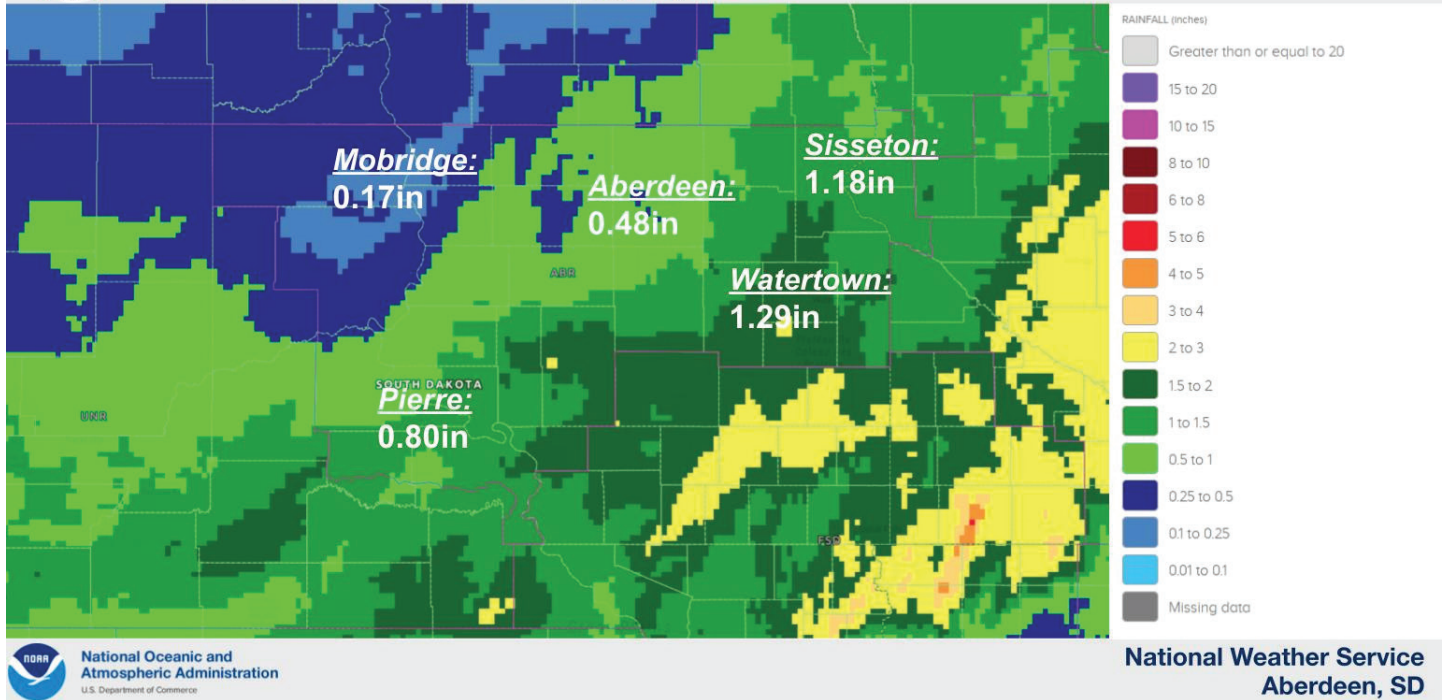 Mobridge:
0.17in
Aberdeen:
0.48in
Sisseton:
1.18in
ABR
Watertown:
1.29in
SOUTH DAKOTA
Pierre:
0.80in
UNR
FSD
RAINFALL (inches)
Greater than or equal to 20
15 to 20
10 to 15
8 to 10
6 to 8
5 to 6
4 to 5
3 to 4
2 to 3
1.5 to 2
1 to 1.5
0.5 to 1
0.25 to 0.5
0.1 to 0.25
0.01 to 0.1
Missing data
NOAA
National Oceanic and
Atmospheric Administration
U.S. Department of Commerce
National Weather Service
Aberdeen, SD